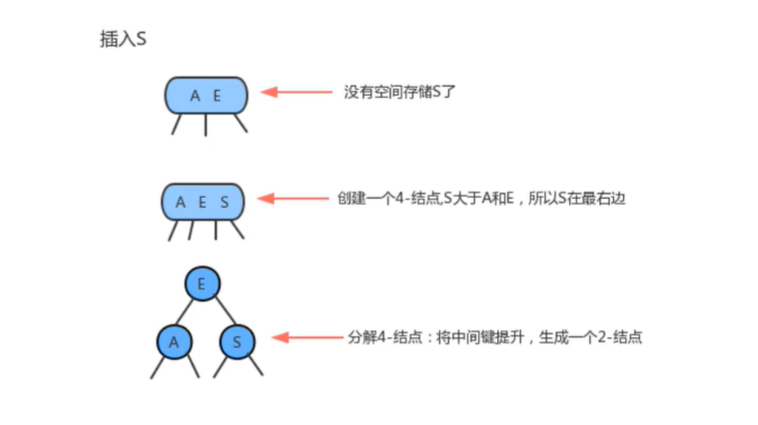 插入S
A E
没有空间存储S了
A E S
创建一个4-结点,S大于A和E，所以S在最右边
E
A
S
分解4-结点：将中间键提升，生成一个2-结点